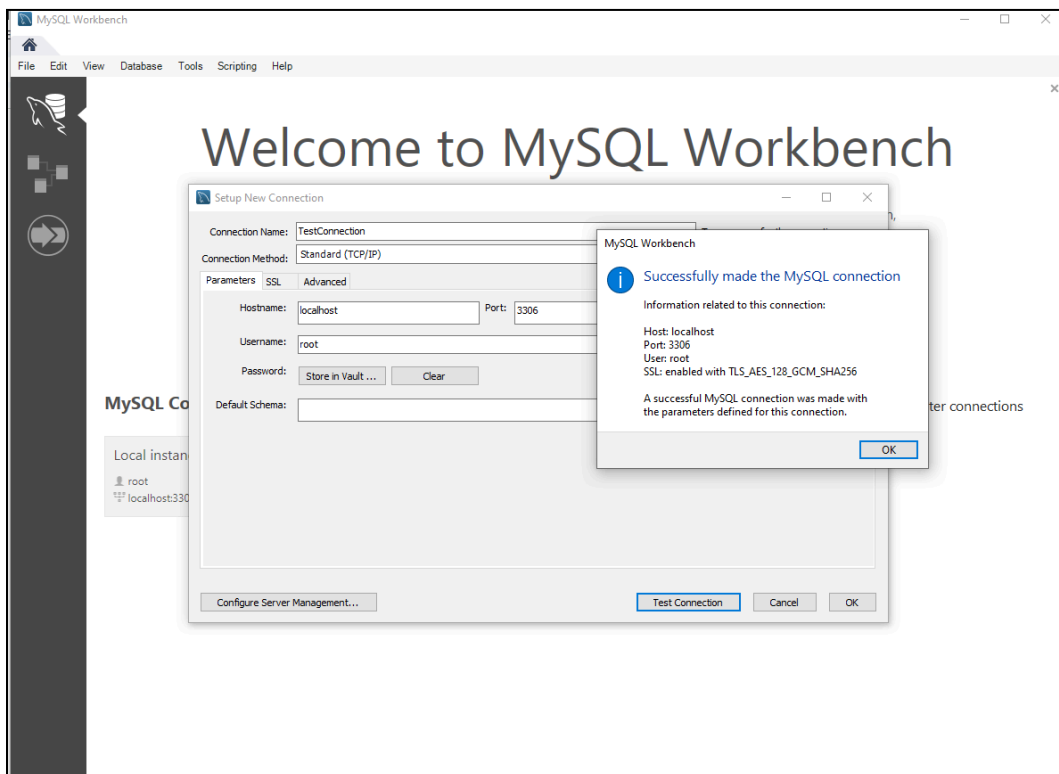 MySQL Workbench
File Edit View Database Tools Scripting Help
Welcome to MySQL Workbench
Setup New Connection
Connection Name: TestConnection
Connection Method: Standard (TCP/IP)
Parameters SSL Advanced
Hostname: localhost Port: 3306
Username: root
Password: Store in Vault ... Clear
Default Schema:
MySQL Workbench
Successfully made the MySQL connection
Information related to this connection:
Host: localhost
Port: 3306
User: root
SSL: enabled with TLS_AES_128_GCM_SHA256
A successful MySQL connection was made with
the parameters defined for this connection.
OK
MySQL Co
ter connections
Local instan
root
localhost:330
Configure Server Management... Test Connection Cancel OK